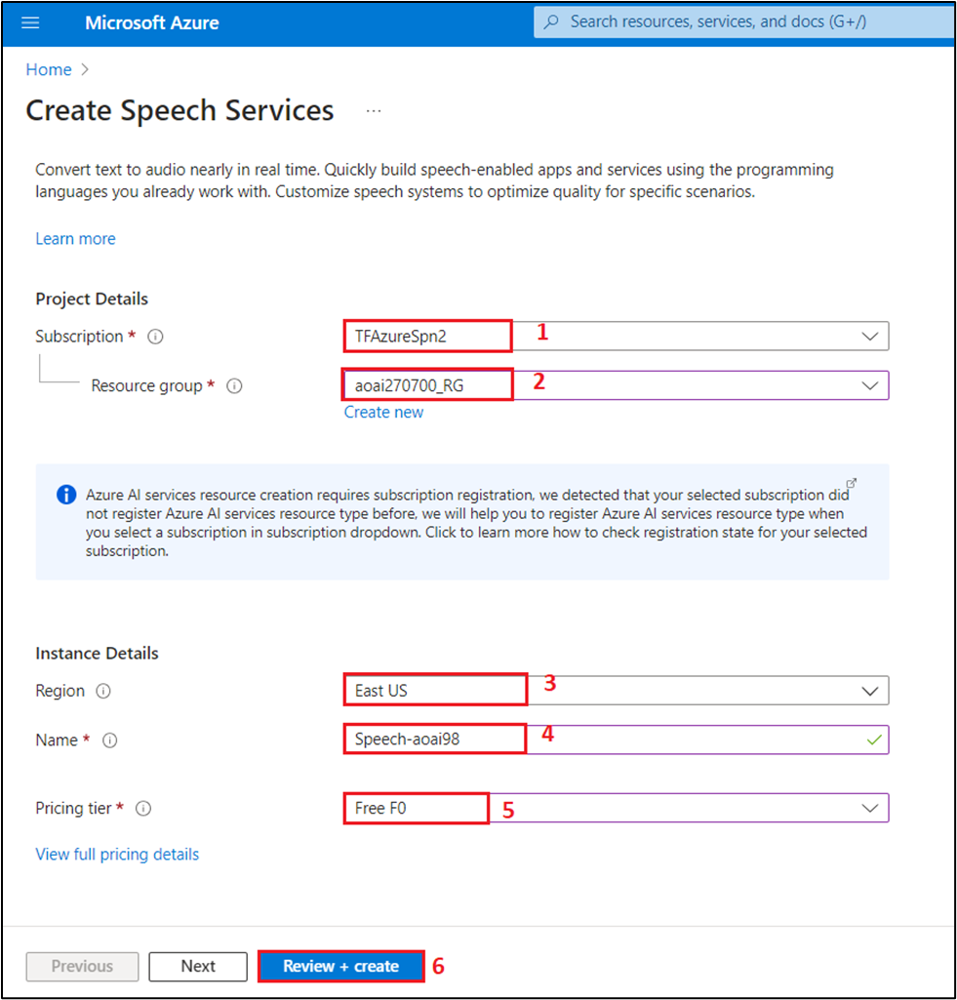 Microsoft Azure
Search resources, services, and docs (G+/)
Home >
Create Speech Services ...
Convert text to audio nearly in real time. Quickly build speech-enabled apps and services using the programming
languages you already work with. Customize speech systems to optimize quality for specific scenarios.
Learn more
Project Details
Subscription * TFAzureSpn2 1
Resource group * aoai270700_RG 2
Create new
Azure AI services resource creation requires subscription registration, we detected that your selected subscription did
not register Azure AI services resource type before, we will help you to register Azure AI services resource type when
you select a subscription in subscription dropdown. Click to learn more how to check registration state for your selected
subscription.
Instance Details
Region East US 3
Name * Speech-aoai98 4
Pricing tier * Free F0 5
View full pricing details
Previous Next Review + create 6